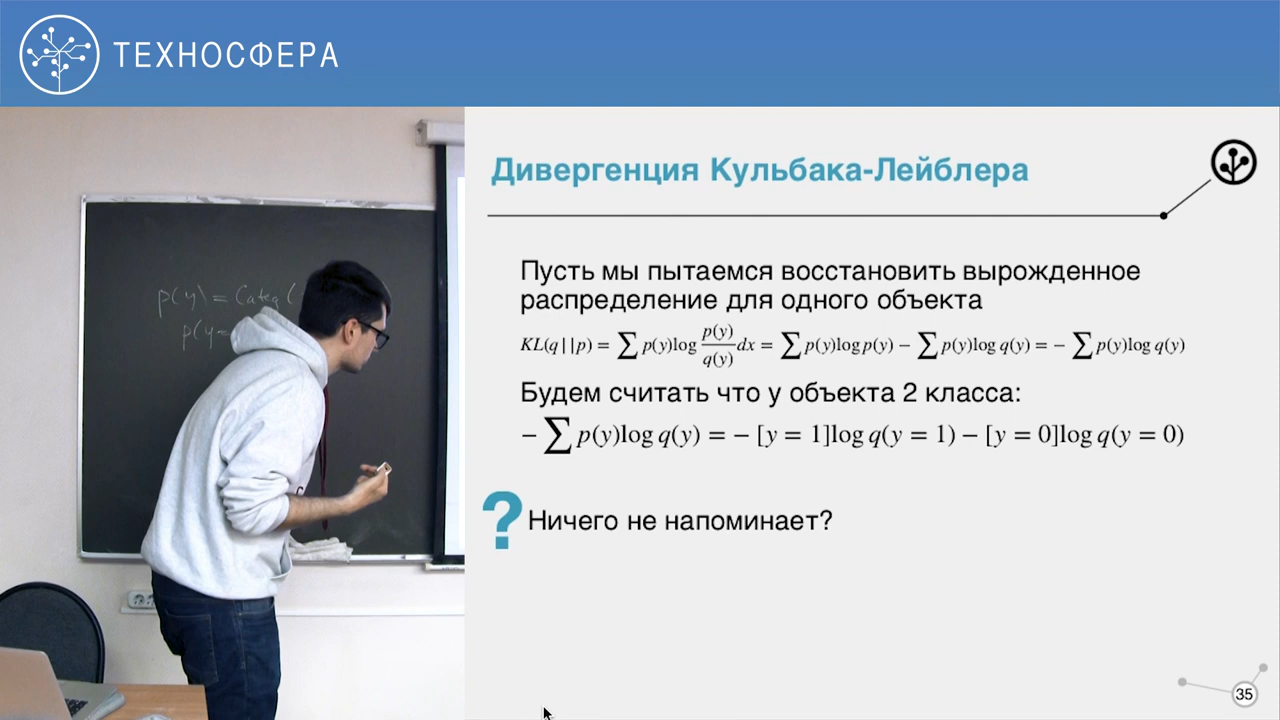 ТЕХНОСФЕРА
p(y) = Categ(
p(y=
Дивергенция Кульбака-Лейблера
Пусть мы пытаемся восстановить вырожденное
распределение для одного объекта
KL(q||p) = ∑ p(y)log p(y)/q(y) dx = ∑ p(y)log p(y) − ∑ p(y)log q(y) = − ∑ p(y)log q(y)
Будем считать что у объекта 2 класса:
− ∑ p(y)log q(y) = − [y = 1]log q(y = 1) − [y = 0]log q(y = 0)
? Ничего не напоминает?
35